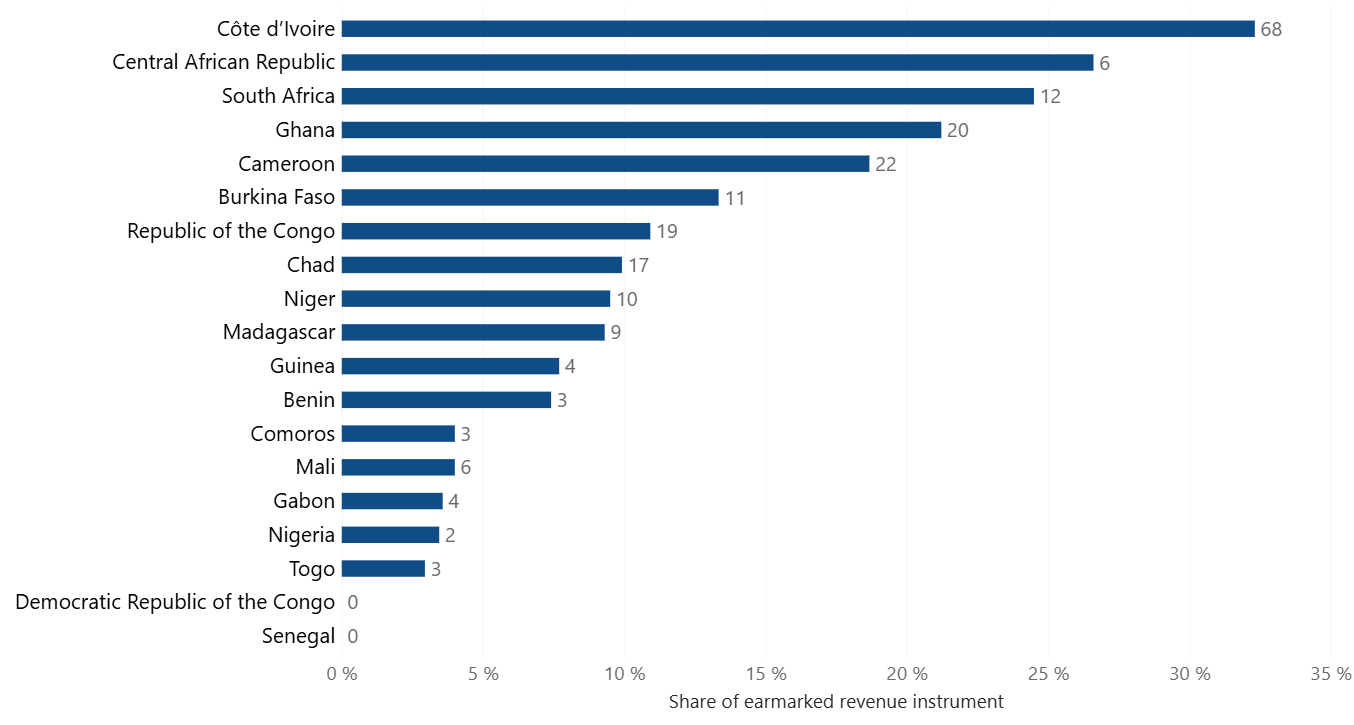 Côte d’Ivoire 68
Central African Republic 6
South Africa 12
Ghana 20
Cameroon 22
Burkina Faso 11
Republic of the Congo 19
Chad 17
Niger 10
Madagascar 9
Guinea 4
Benin 3
Comoros 3
Mali 6
Gabon 4
Nigeria 2
Togo 3
Democratic Republic of the Congo 0
Senegal 0
0 % 5 % 10 % 15 % 20 % 25 % 30 % 35 %
Share of earmarked revenue instrument